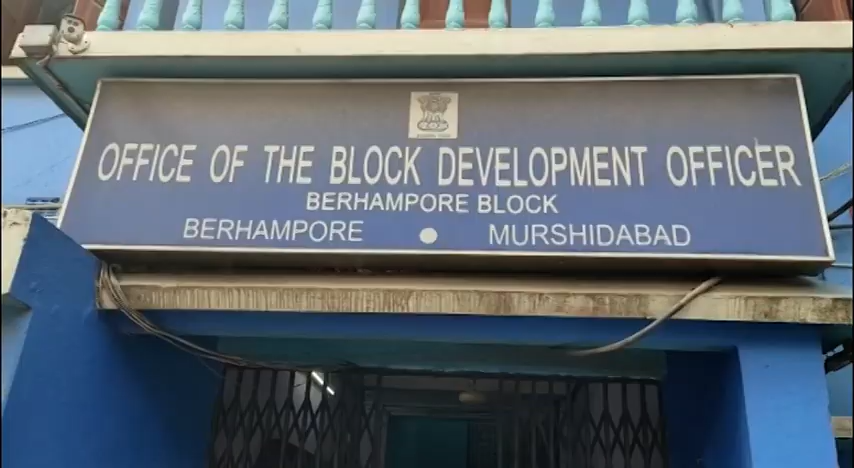 OFFICE OF THE BLOCK DEVELOPMENT OFFICER
BERHAMPORE BLOCK
BERHAMPORE ● MURSHIDABAD